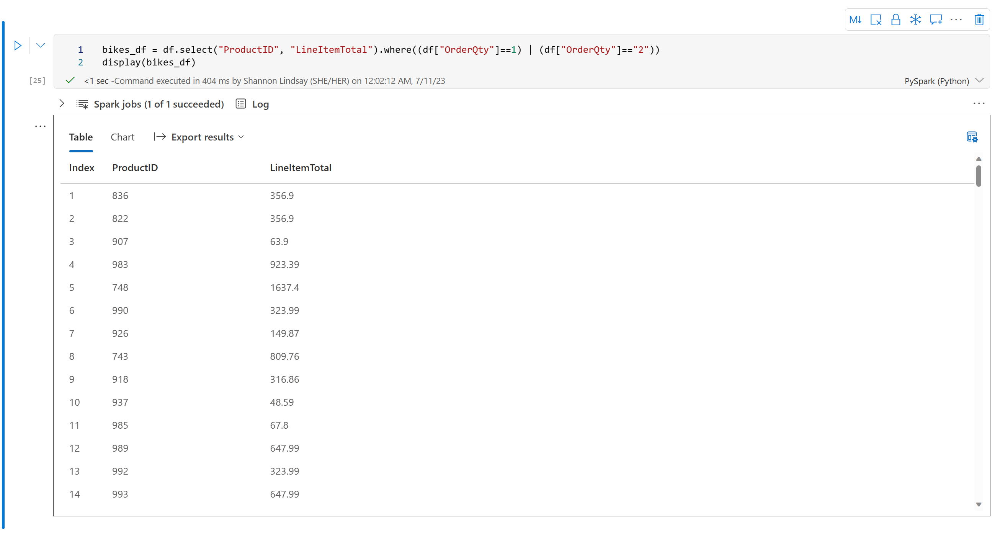 M↓
1 bikes_df = df.select("ProductID", "LineItemTotal").where((df["OrderQty"]==1) | (df["OrderQty"]=="2"))
2 display(bikes_df)
[25] <1 sec -Command executed in 404 ms by Shannon Lindsay (SHE/HER) on 12:02:12 AM, 7/11/23 PySpark (Python)
Spark jobs (1 of 1 succeeded) Log
Table Chart Export results
Index ProductID LineItemTotal
1 836 356.9
2 822 356.9
3 907 63.9
4 983 923.39
5 748 1637.4
6 990 323.99
7 926 149.87
8 743 809.76
9 918 316.86
10 937 48.59
11 985 67.8
12 989 647.99
13 992 323.99
14 993 647.99